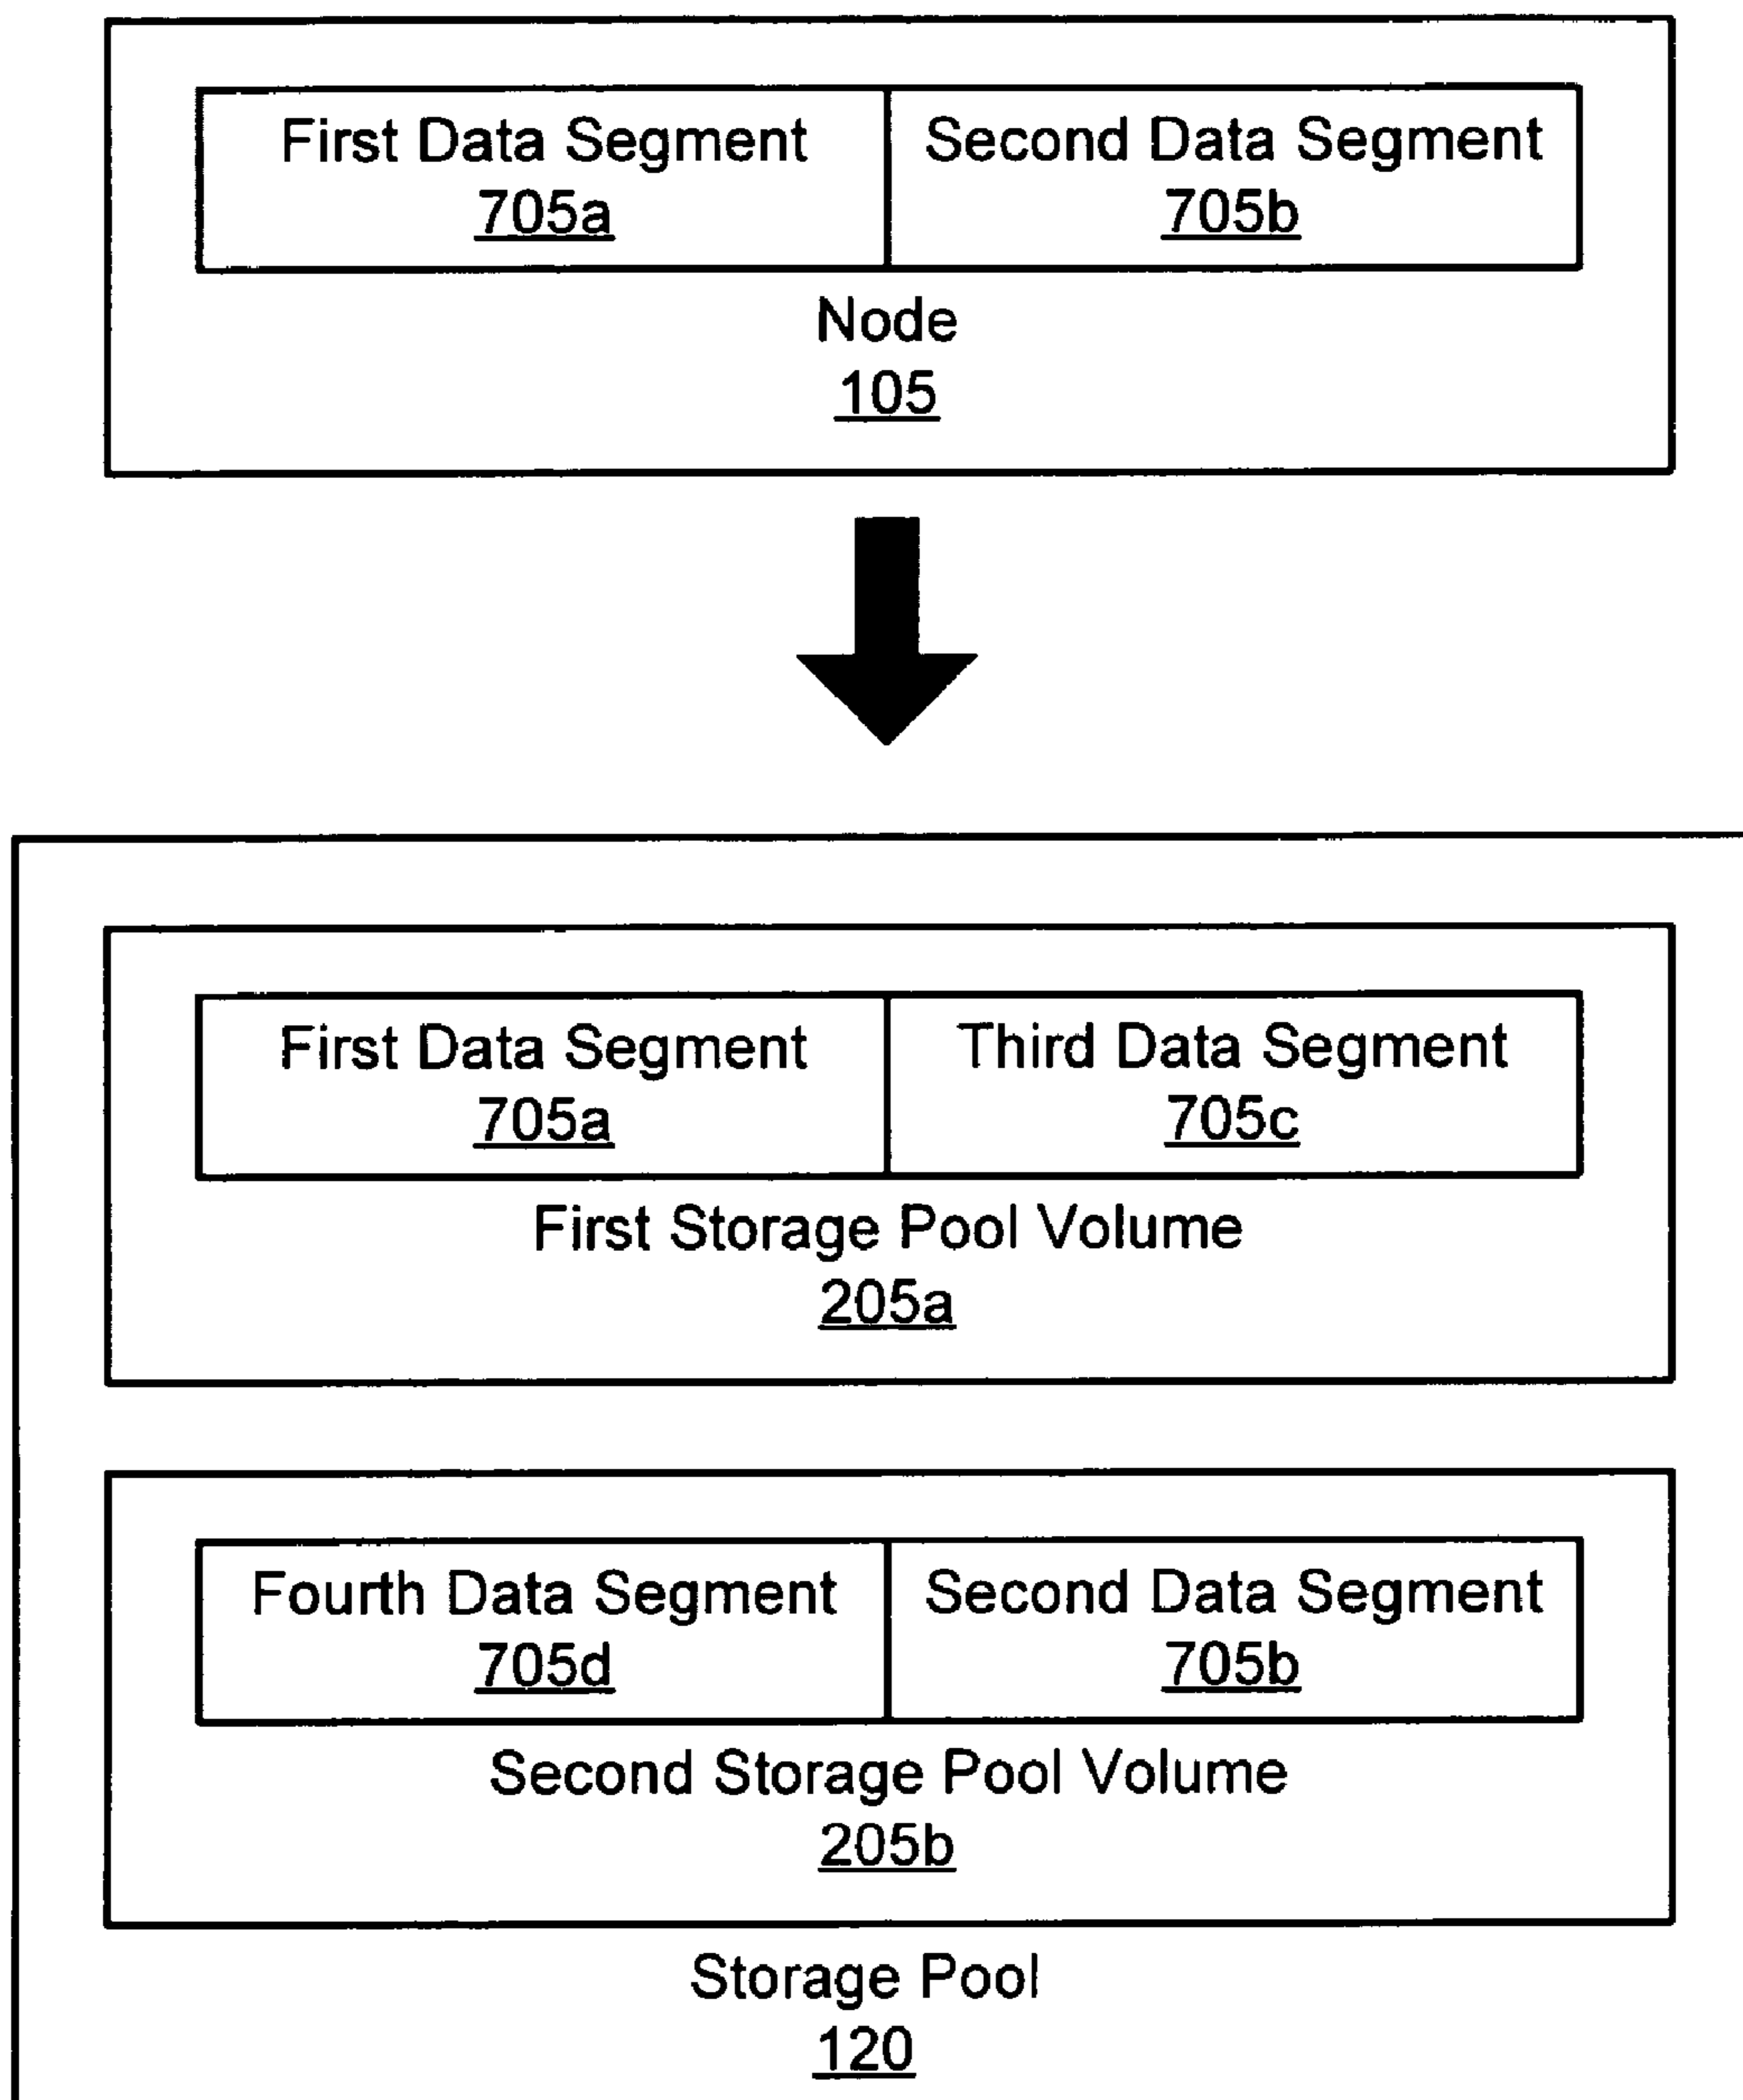 First Data Segment
705a
Second Data Segment
705b
Node
105
First Data Segment
705a
Third Data Segment
705c
First Storage Pool Volume
205a
Fourth Data Segment
705d
Second Data Segment
705b
Second Storage Pool Volume
205b
Storage Pool
120